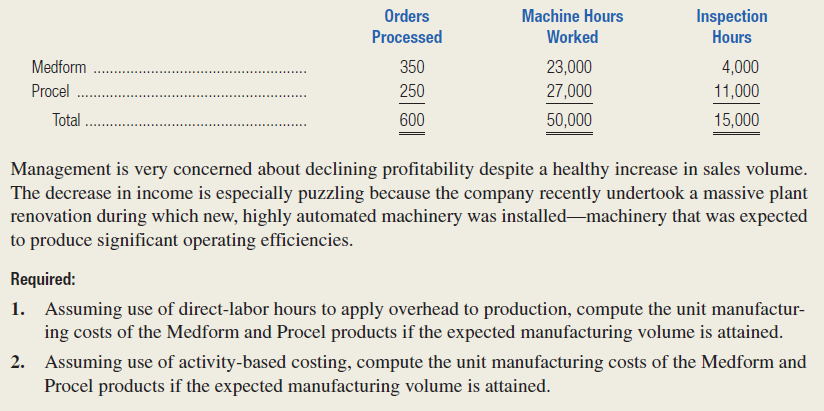 Orders Machine Hours Inspection
Processed Worked Hours
Medform .................................................... 350 23,000 4,000
Procel ........................................................ 250 27,000 11,000
Total ...................................................... 600 50,000 15,000
Management is very concerned about declining profitability despite a healthy increase in sales volume.
The decrease in income is especially puzzling because the company recently undertook a massive plant
renovation during which new, highly automated machinery was installed—machinery that was expected
to produce significant operating efficiencies.
Required:
1. Assuming use of direct-labor hours to apply overhead to production, compute the unit manufactur-
ing costs of the Medform and Procel products if the expected manufacturing volume is attained.
2. Assuming use of activity-based costing, compute the unit manufacturing costs of the Medform and
Procel products if the expected manufacturing volume is attained.